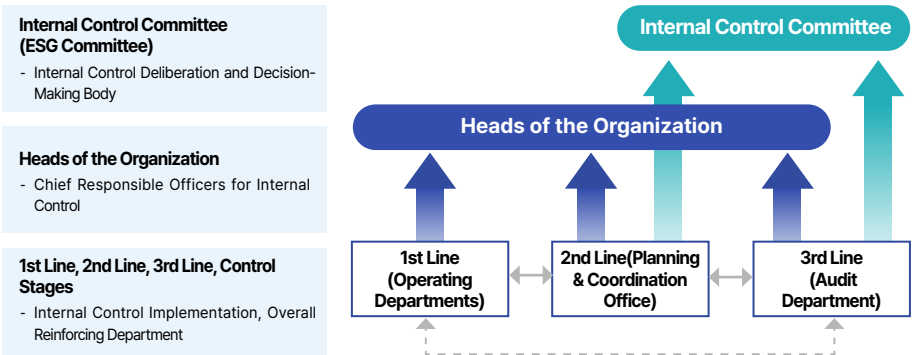 Internal Control Committee
(ESG Committee)
- Internal Control Deliberation and Decision-
Making Body
Heads of the Organization
- Chief Responsible Officers for Internal
Control
1st Line, 2nd Line, 3rd Line, Control
Stages
- Internal Control Implementation, Overall
Reinforcing Department
Internal Control Committee
Heads of the Organization
1st Line
(Operating
Departments)
2nd Line(Planning
& Coordination
Office)
3rd Line
(Audit
Department)